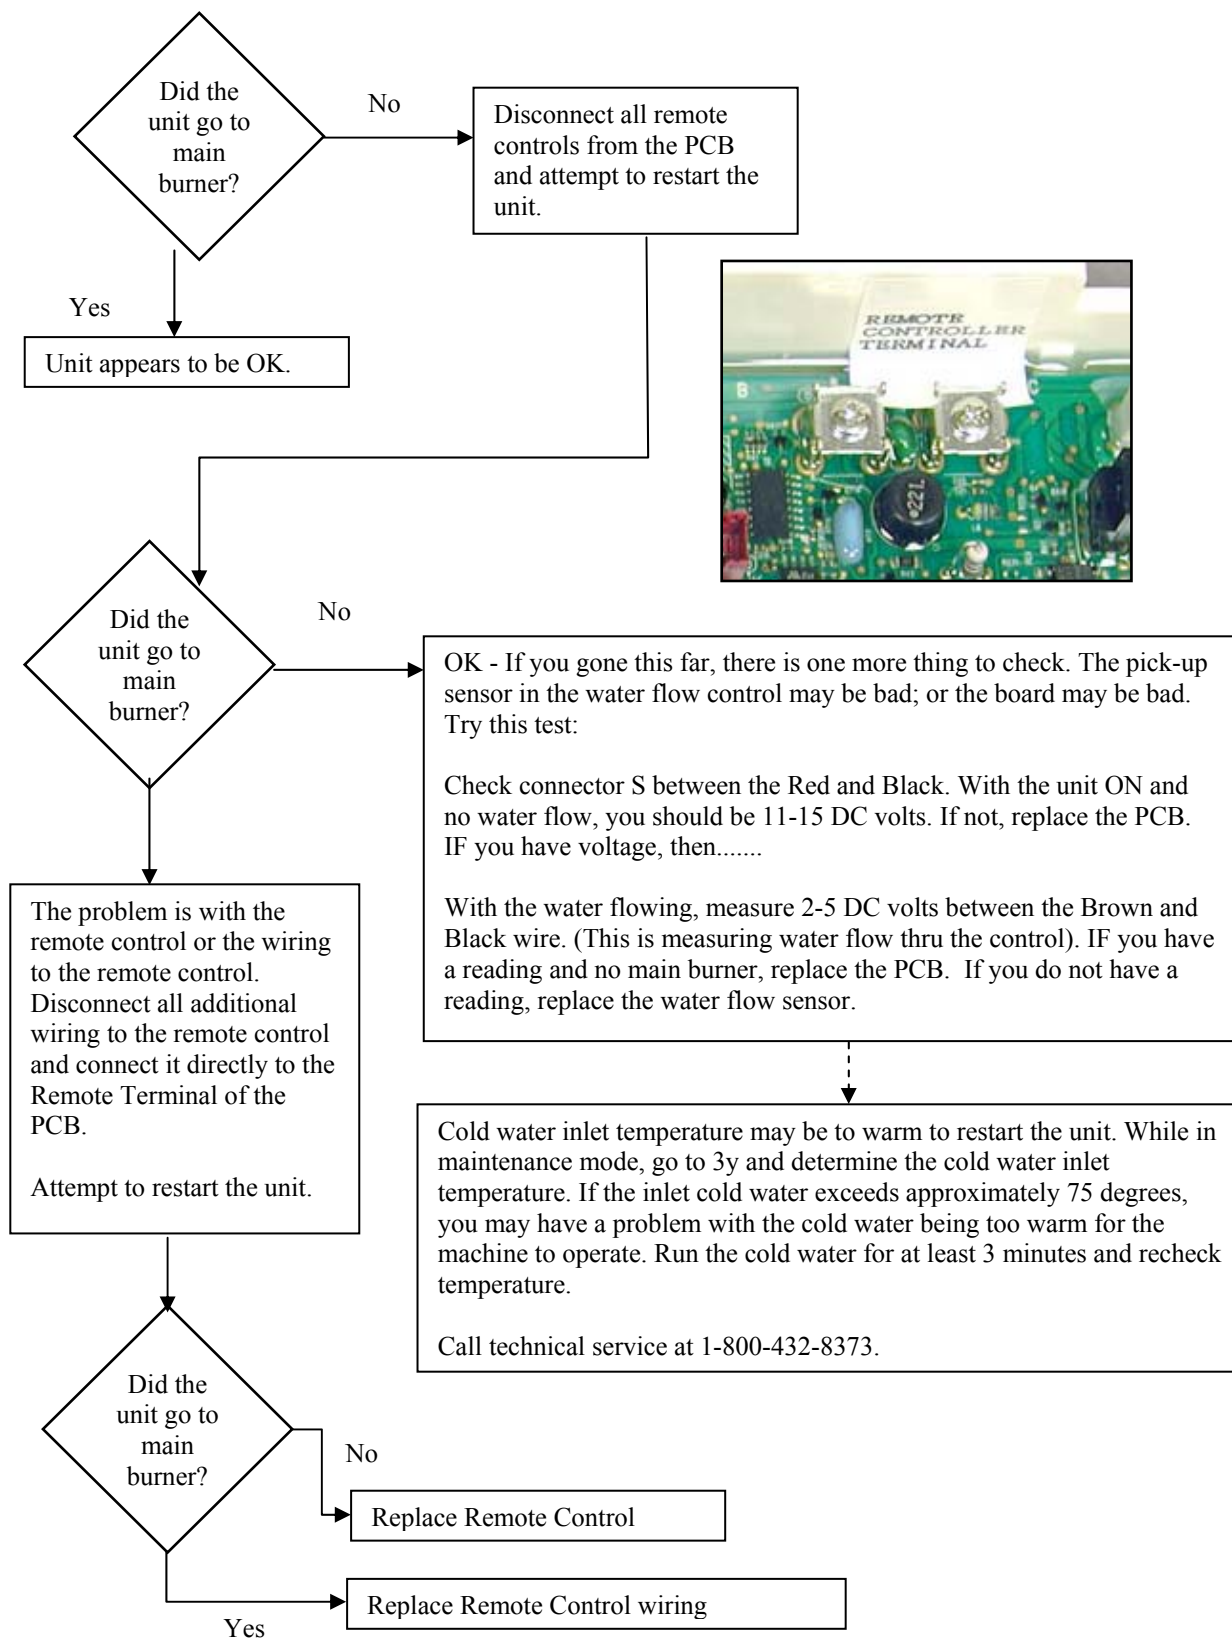 Did the
unit go to
main
burner?
No
Disconnect all remote
controls from the PCB
and attempt to restart the
unit.
Yes
Unit appears to be OK.
REMOTE
CONTROLLER
TERMINAL
B
C
22L
Did the
unit go to
main
burner?
No
OK - If you gone this far, there is one more thing to check. The pick-up
sensor in the water flow control may be bad; or the board may be bad.
Try this test:
Check connector S between the Red and Black. With the unit ON and
no water flow, you should be 11-15 DC volts. If not, replace the PCB.
IF you have voltage, then.......
With the water flowing, measure 2-5 DC volts between the Brown and
Black wire. (This is measuring water flow thru the control). IF you have
a reading and no main burner, replace the PCB. If you do not have a
reading, replace the water flow sensor.
The problem is with the
remote control or the wiring
to the remote control.
Disconnect all additional
wiring to the remote control
and connect it directly to the
Remote Terminal of the
PCB.
Attempt to restart the unit.
Cold water inlet temperature may be to warm to restart the unit. While in
maintenance mode, go to 3y and determine the cold water inlet
temperature. If the inlet cold water exceeds approximately 75 degrees,
you may have a problem with the cold water being too warm for the
machine to operate. Run the cold water for at least 3 minutes and recheck
temperature.
Call technical service at 1-800-432-8373.
Did the
unit go to
main
burner?
No
Replace Remote Control
Yes
Replace Remote Control wiring